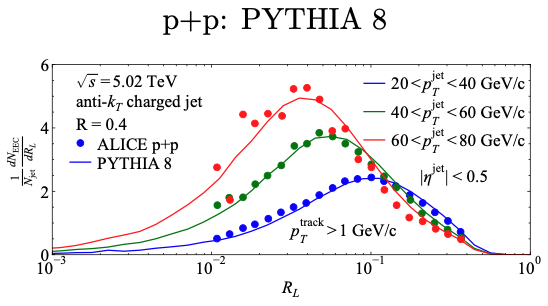 p+p: PYTHIA 8
√s = 5.02 TeV
anti-k_T charged jet
R = 0.4
ALICE p+p
PYTHIA 8
20 < p_T^jet < 40 GeV/c
40 < p_T^jet < 60 GeV/c
60 < p_T^jet < 80 GeV/c
|η^jet| < 0.5
p_T^track > 1 GeV/c
1/N_jet dN_EEC/dR_L
6
4
2
0
10^−3
10^−2
10^−1
10^0
R_L